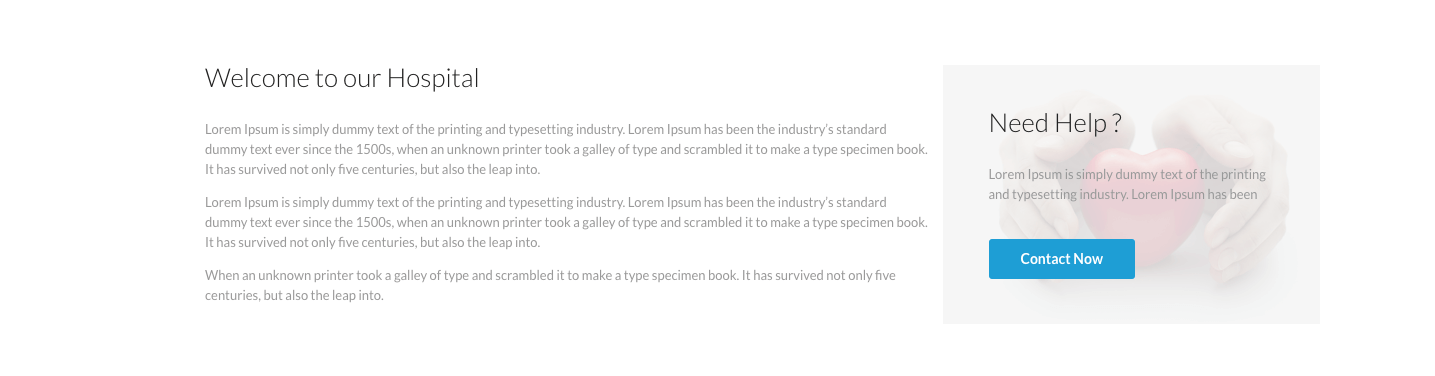 Welcome to our Hospital
Lorem Ipsum is simply dummy text of the printing and typesetting industry. Lorem Ipsum has been the industry's standard
dummy text ever since the 1500s, when an unknown printer took a galley of type and scrambled it to make a type specimen book.
It has survived not only five centuries, but also the leap into.
Lorem Ipsum is simply dummy text of the printing and typesetting industry. Lorem Ipsum has been the industry's standard
dummy text ever since the 1500s, when an unknown printer took a galley of type and scrambled it to make a type specimen book.
It has survived not only five centuries, but also the leap into.
When an unknown printer took a galley of type and scrambled it to make a type specimen book. It has survived not only five
centuries, but also the leap into.
Need Help ?
Lorem Ipsum is simply dummy text of the printing
and typesetting industry. Lorem Ipsum has been
Contact Now